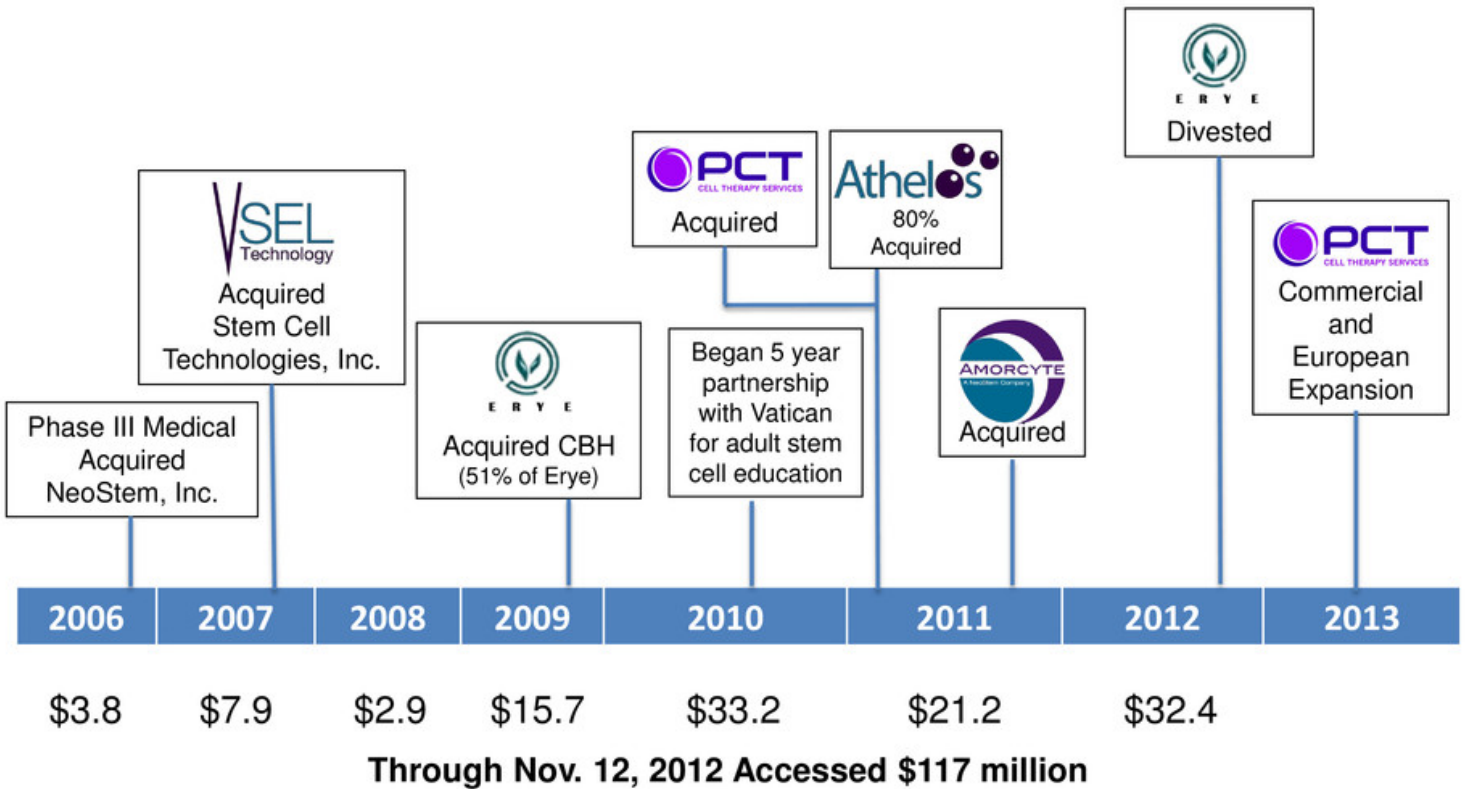 Phase III Medical
Acquired
NeoStem, Inc.
VSEL
Technology
Acquired
Stem Cell
Technologies, Inc.
E R Y E
Acquired CBH
(51% of Erye)
PCT
CELL THERAPY SERVICES
Acquired
Athelos
80%
Acquired
Began 5 year
partnership
with Vatican
for adult stem
cell education
AMORCYTE
A NeoStem Company
Acquired
E R Y E
Divested
PCT
CELL THERAPY SERVICES
Commercial
and
European
Expansion
2006 2007 2008 2009 2010 2011 2012 2013
$3.8 $7.9 $2.9 $15.7 $33.2 $21.2 $32.4
Through Nov. 12, 2012 Accessed $117 million